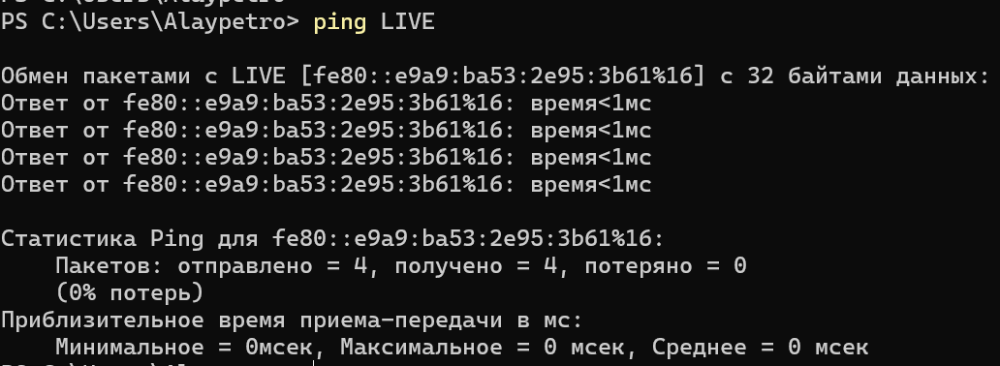 PS C:\Users\Alaypetro> ping LIVE
Обмен пакетами с LIVE [fe80::e9a9:ba53:2e95:3b61%16] с 32 байтами данных:
Ответ от fe80::e9a9:ba53:2e95:3b61%16: время<1мс
Ответ от fe80::e9a9:ba53:2e95:3b61%16: время<1мс
Ответ от fe80::e9a9:ba53:2e95:3b61%16: время<1мс
Ответ от fe80::e9a9:ba53:2e95:3b61%16: время<1мс
Статистика Ping для fe80::e9a9:ba53:2e95:3b61%16:
Пакетов: отправлено = 4, получено = 4, потеряно = 0
(0% потерь)
Приблизительное время приема-передачи в мс:
Минимальное = 0мсек, Максимальное = 0 мсек, Среднее = 0 мсек